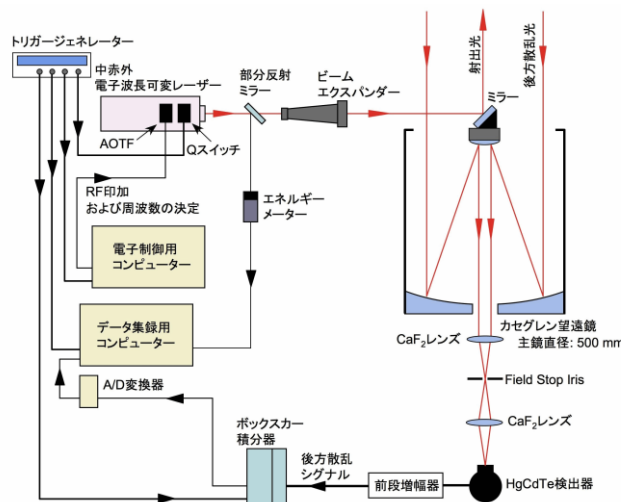 トリガージェネレーター
中赤外
電子波長可変レーザー
部分反射
ミラー
ビーム
エクスパンダー
射出光
後方散乱光
ミラー
AOTF
Qスイッチ
RF印加
および周波数の決定
エネルギー
メーター
電子制御用
コンピューター
データ集録用
コンピューター
A/D変換器
CaF₂レンズ
カセグレン望遠鏡
主鏡直径: 500 mm
Field Stop Iris
CaF₂レンズ
ボックスカー
積分器
後方散乱
シグナル
前段増幅器
HgCdTe検出器